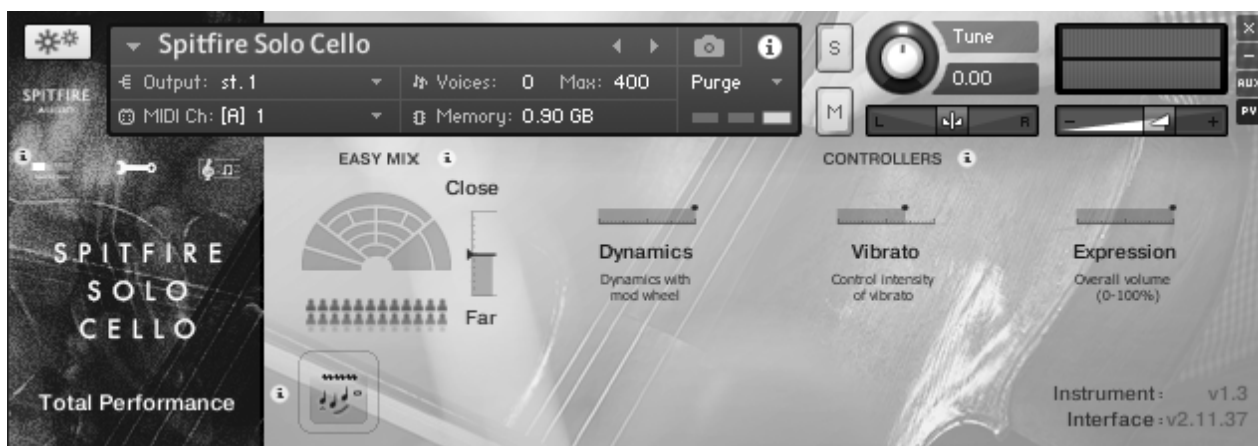 Spitfire Solo Cello
Output: st. 1
Voices: 0 Max: 400
Purge
MIDI Ch: [A] 1
Memory: 0.90 GB
S
M
Tune
0.00
L R
- +
X
-
AUX
PV
SPITFIRE
AUDIO
EASY MIX
CONTROLLERS
Close
Far
Dynamics
Dynamics with
mod wheel
Vibrato
Control intensity
of vibrato
Expression
Overall volume
(0-100%)
SPITFIRE
SOLO
CELLO
Total Performance
Instrument: v1.3
Interface : v2.11.37